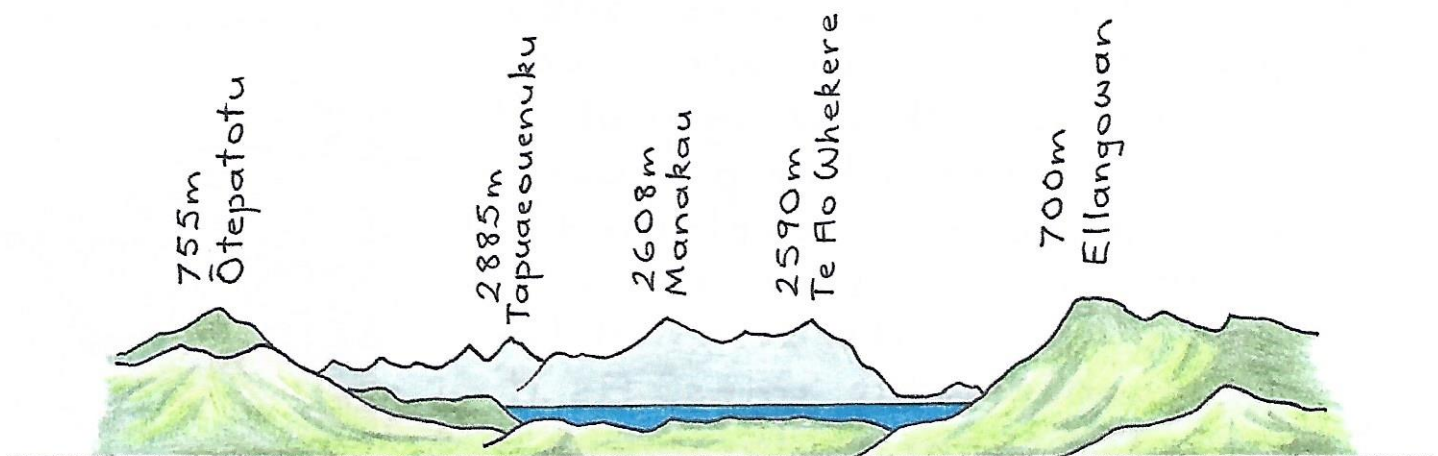 755m
Ōtepatotu
2885m
Tapuaeouenuku
2608m
Manakau
2590m
Te Ao Whekere
700m
Ellangowan